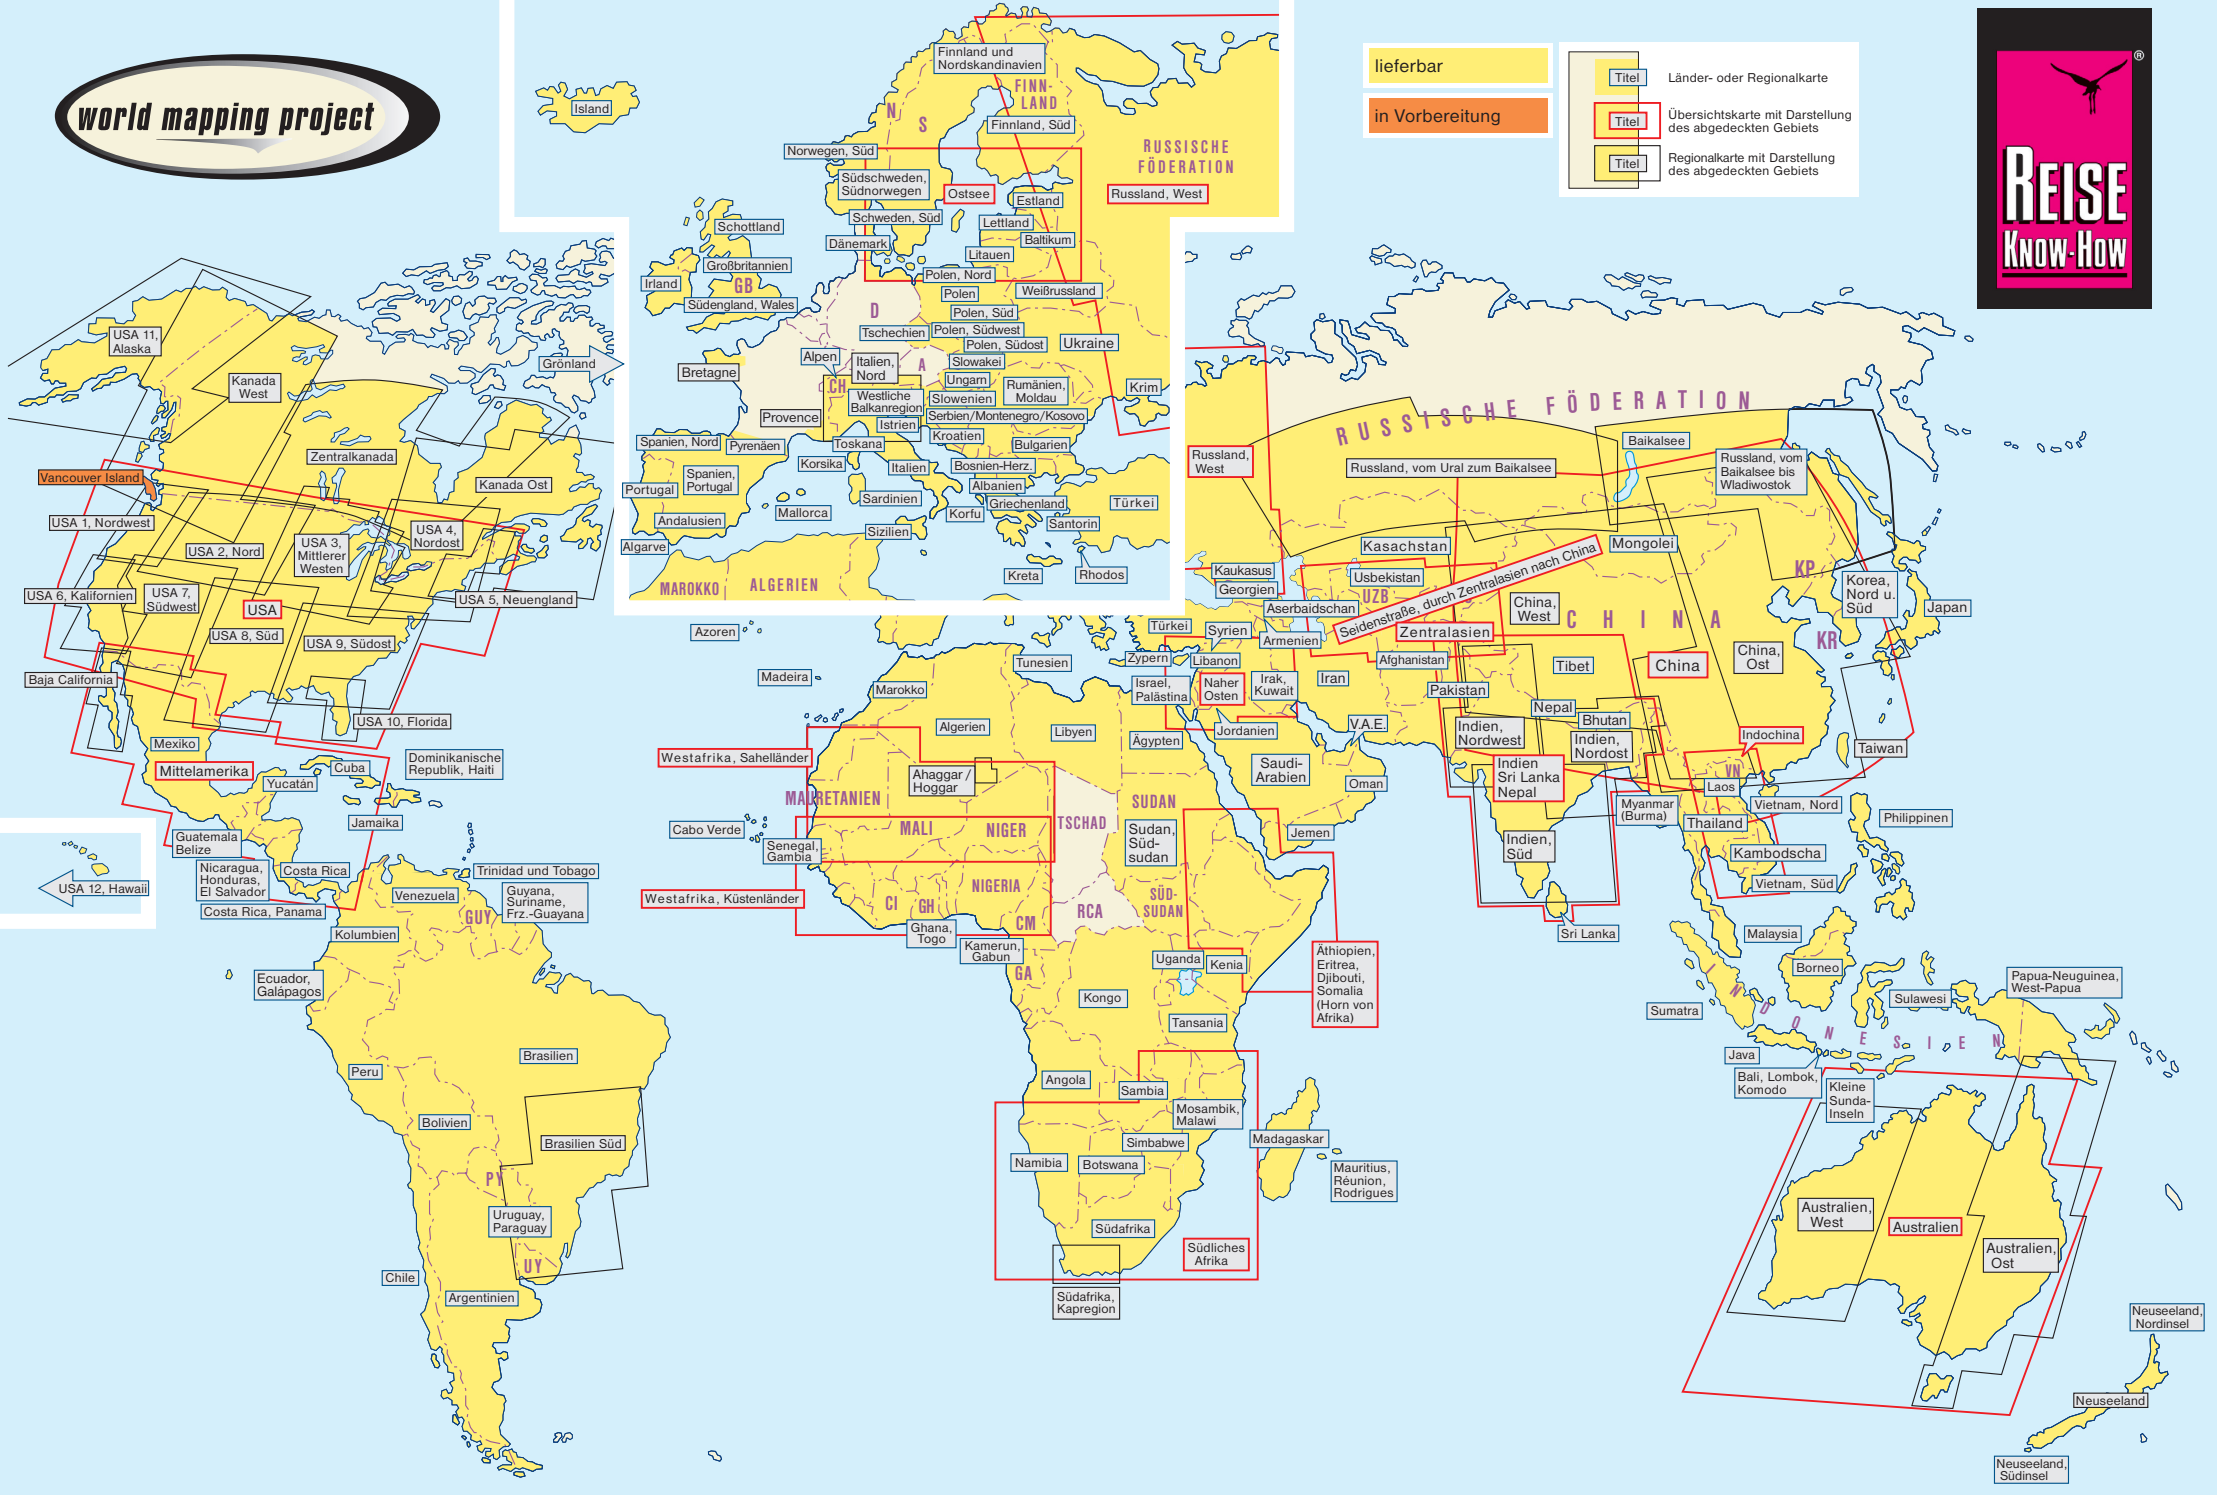 world mapping project
lieferbar
in Vorbereitung
Titel
Länder- oder Regionalkarte
Titel
Übersichtskarte mit Darstellung
des abgedeckten Gebiets
Titel
Regionalkarte mit Darstellung
des abgedeckten Gebiets
®
REISE
KNOW-HOW
Island
Finnland und
Nordskandinavien
FINN-
LAND
N
S
Finnland, Süd
RUSSISCHE
FÖDERATION
Norwegen, Süd
Südschweden,
Südnorwegen
Ostsee
Estland
Russland, West
Schweden, Süd
Lettland
Schottland
Dänemark
Baltikum
Litauen
Großbritannien
GB
Irland
Polen, Nord
Südengland, Wales
Polen
Weißrussland
D
Polen, Süd
Tschechien
Polen, Südwest
Polen, Südost
Ukraine
Alpen
Italien,
Nord
A
Slowakei
Bretagne
CH
Ungarn
Rumänien,
Moldau
Krim
Westliche
Balkanregion
Slowenien
Provence
Serbien/Montenegro/Kosovo
Istrien
Kroatien
Spanien, Nord
Pyrenäen
Toskana
Bulgarien
Korsika
Italien
Bosnien-Herz.
Spanien,
Portugal
Portugal
Albanien
Sardinien
Griechenland
Türkei
Mallorca
Korfu
Andalusien
Santorin
Sizilien
Algarve
Kreta
Rhodos
MAROKKO
ALGERIEN
Grönland
USA 11,
Alaska
Kanada
West
Zentralkanada
Vancouver Island
Kanada Ost
USA 1, Nordwest
USA 4,
Nordost
USA 2, Nord
USA 3,
Mittlerer
Westen
USA 6, Kalifornien
USA 7,
Südwest
USA
USA 5, Neuengland
USA 8, Süd
USA 9, Südost
Baja California
USA 10, Florida
Mexiko
Mittelamerika
Cuba
Dominikanische
Republik, Haiti
Yucatán
Jamaika
Guatemala
Belize
Nicaragua,
Honduras,
El Salvador
Costa Rica
Trinidad und Tobago
Costa Rica, Panama
Venezuela
Guyana,
Suriname,
Frz.-Guayana
GUY
USA 12, Hawaii
Kolumbien
Ecuador,
Galápagos
Brasilien
Peru
Bolivien
Brasilien Süd
PY
Uruguay,
Paraguay
UY
Chile
Argentinien
Azoren
Madeira
Tunesien
Marokko
Algerien
Libyen
Ägypten
Westafrika, Sahelländer
Ahaggar /
Hoggar
MAURETANIEN
MALI
NIGER
TSCHAD
SUDAN
Cabo Verde
Senegal,
Gambia
Sudan,
Süd-
sudan
Westafrika, Küstenländer
NIGERIA
CI
GH
CM
RCA
SÜD-
SUDAN
Ghana,
Togo
Kamerun,
Gabun
GA
Uganda
Kenia
Äthiopien,
Eritrea,
Djibouti,
Somalia
(Horn von
Afrika)
Kongo
Tansania
Angola
Sambia
Mosambik,
Malawi
Simbabwe
Madagaskar
Namibia
Botswana
Mauritius,
Réunion,
Rodrigues
Südafrika
Südliches
Afrika
Südafrika,
Kapregion
RUSSISCHE FÖDERATION
Russland,
West
Russland, vom Ural zum Baikalsee
Baikalsee
Russland, vom
Baikalsee bis
Wladiwostok
Kasachstan
Mongolei
Kaukasus
Georgien
Usbekistan
UZB
Seidenstraße, durch Zentralasien nach China
Aserbaidschan
KP
Korea,
Nord u.
Süd
Japan
China,
West
CHINA
Türkei
Syrien
Armenien
Zentralasien
KR
Zypern
Libanon
Afghanistan
Tibet
China
China,
Ost
Israel,
Palästina
Naher
Osten
Irak,
Kuwait
Iran
Pakistan
Nepal
Bhutan
Jordanien
V.A.E.
Indien,
Nordwest
Indien,
Nordost
Indochina
Taiwan
Saudi-
Arabien
Indien
Sri Lanka
Nepal
VN
Oman
Laos
Myanmar
(Burma)
Vietnam, Nord
Thailand
Philippinen
Jemen
Indien,
Süd
Kambodscha
Vietnam, Süd
Sri Lanka
Malaysia
Borneo
Papua-Neuguinea,
West-Papua
Sulawesi
Sumatra
INDONESIEN
Java
Bali, Lombok,
Komodo
Kleine
Sunda-
Inseln
Australien,
West
Australien
Australien,
Ost
Neuseeland,
Nordinsel
Neuseeland
Neuseeland,
Südinsel